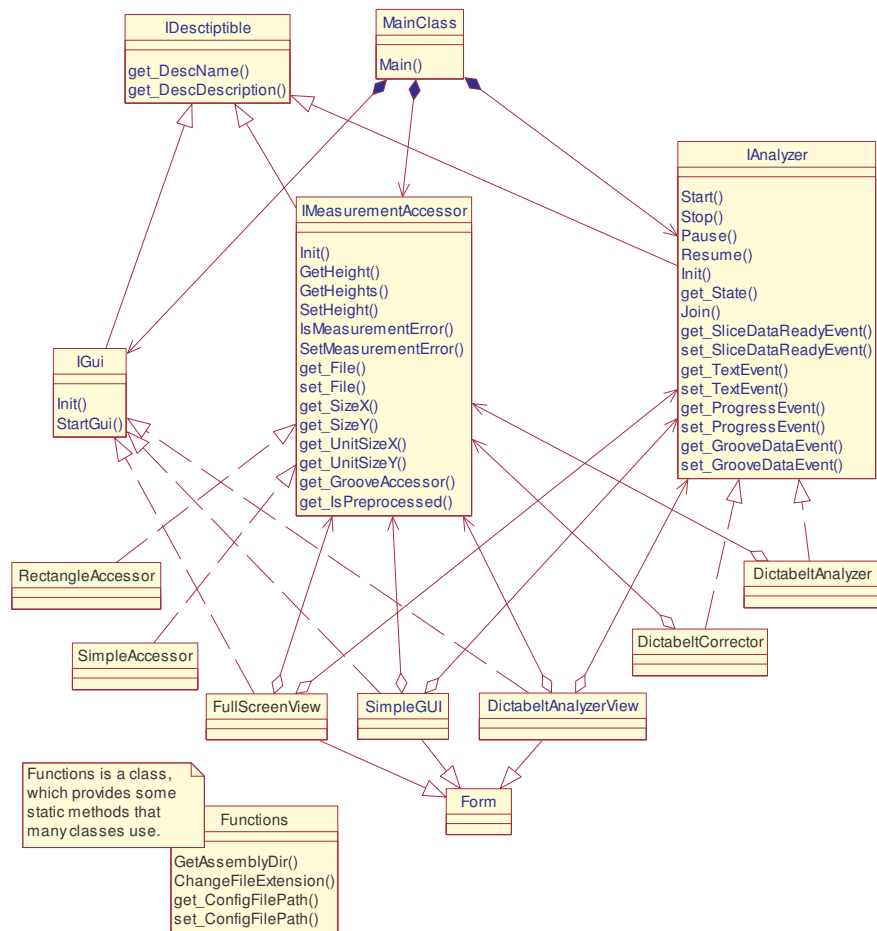 IDesctiptible
get_DescName()
get_DescDescription()
MainClass
Main()
IAnalyzer
Start()
Stop()
Pause()
Resume()
Init()
get_State()
Join()
get_SliceDataReadyEvent()
set_SliceDataReadyEvent()
get_TextEvent()
set_TextEvent()
get_ProgressEvent()
set_ProgressEvent()
get_GrooveDataEvent()
set_GrooveDataEvent()
IMeasurementAccessor
Init()
GetHeight()
GetHeights()
SetHeight()
IsMeasurementError()
SetMeasurementError()
get_File()
set_File()
get_SizeX()
get_SizeY()
get_UnitSizeX()
get_UnitSizeY()
get_GrooveAccessor()
get_IsPreprocessed()
IGui
Init()
StartGui()
RectangleAccessor
DictabeltAnalyzer
SimpleAccessor
DictabeltCorrector
FullScreenView
SimpleGUI
DictabeltAnalyzerView
Form
Functions is a class,
which provides some
static methods that
many classes use.
Functions
GetAssemblyDir()
ChangeFileExtension()
get_ConfigFilePath()
set_ConfigFilePath()